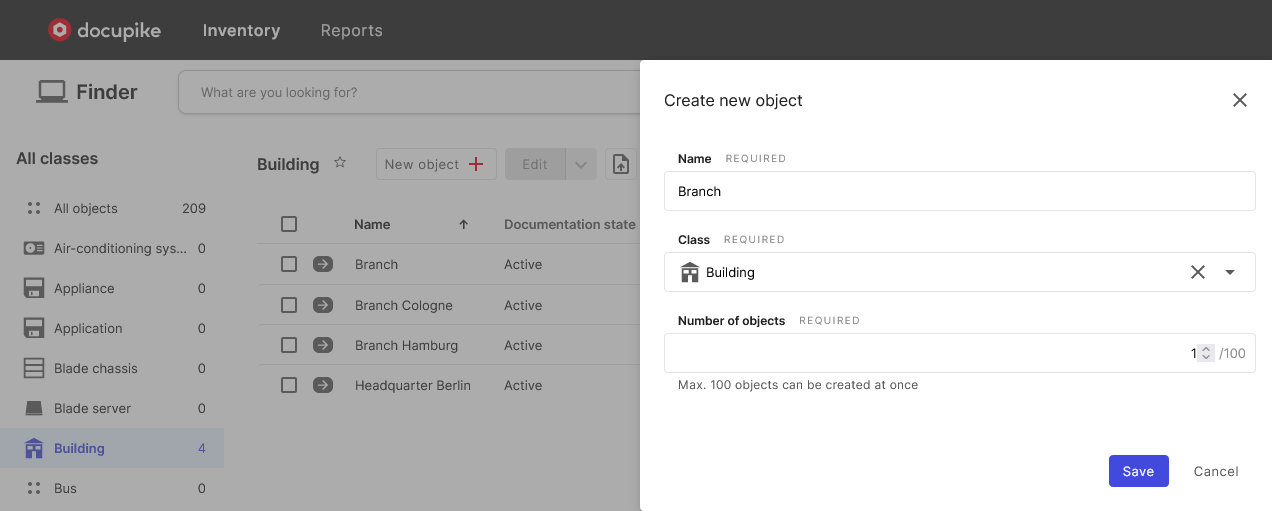 docupike Inventory Reports
Finder
What are you looking for?
All classes
All objects 209
Air-conditioning sys... 0
Appliance 0
Application 0
Blade chassis 0
Blade server 0
Building 4
Bus 0
Building New object Edit
Name Documentation state
Branch Active
Branch Cologne Active
Branch Hamburg Active
Headquarter Berlin Active
Create new object
Name REQUIRED
Branch
Class REQUIRED
Building
Number of objects REQUIRED
1 /100
Max. 100 objects can be created at once
Save Cancel